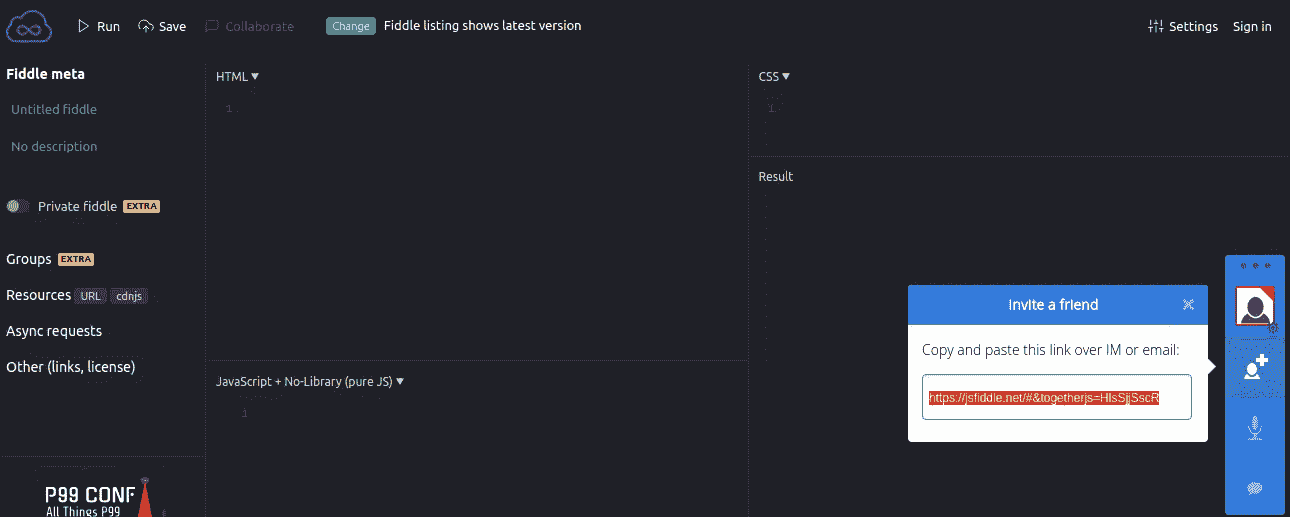 Run Save Collaborate Change Fiddle listing shows latest version Settings Sign in
Fiddle meta
Untitled fiddle
No description
Private fiddle EXTRA
Groups EXTRA
Resources URL cdnjs
Async requests
Other (links, license)
P99 CONF
All Things P99
HTML ▼
1
CSS ▼
1
Result
JavaScript + No-Library (pure JS) ▼
1
Invite a friend
Copy and paste this link over IM or email:
https://jsfiddle.net/#&togetherjs=HIsSjjSscR